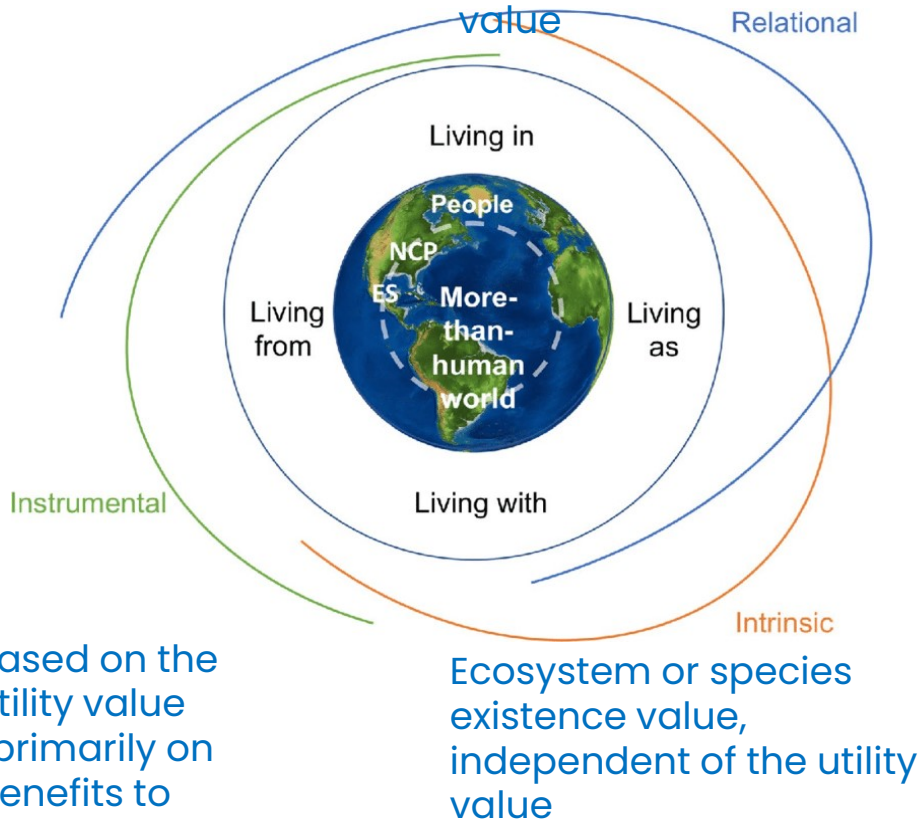 value
Relational
Living in
People
NCP
ES
More-
than-
human
world
Living
from
Living
as
Living with
Instrumental
Intrinsic
ased on the
tility value
primarily on
enefits to
Ecosystem or species
existence value,
independent of the utility
value